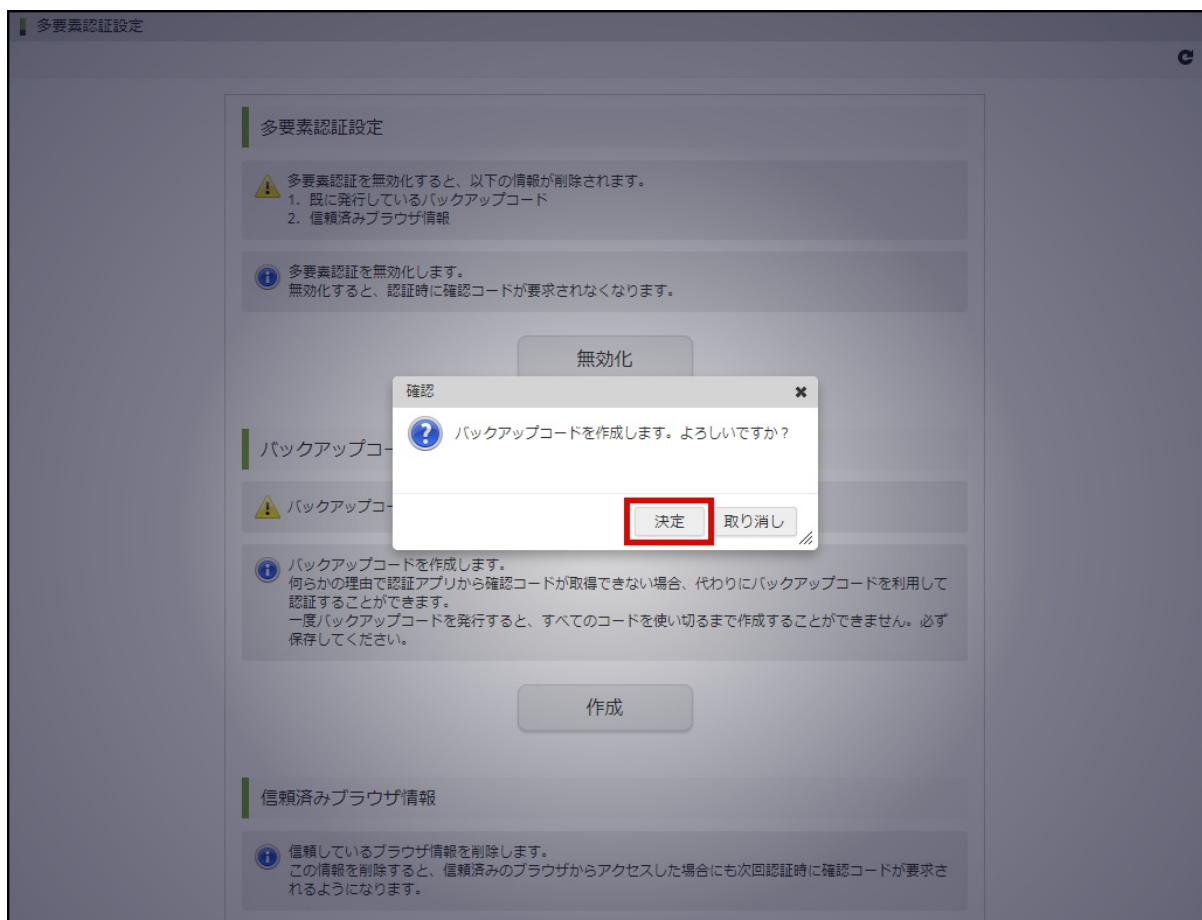 多要素認証設定
多要素認証設定
多要素認証を無効化すると、以下の情報が削除されます。
1. 既に発行しているバックアップコード
2. 信頼済みブラウザ情報
多要素認証を無効化します。
無効化すると、認証時に確認コードが要求されなくなります。
無効化
確認
バックアップコードを作成します。よろしいですか？
決定 取り消し
バックアップコー
バックアップコー
バックアップコードを作成します。
何らかの理由で認証アプリから確認コードが取得できない場合、代わりにバックアップコードを利用して
認証することができます。
一度バックアップコードを発行すると、すべてのコードを使い切るまで作成することができません。必ず
保存してください。
作成
信頼済みブラウザ情報
信頼しているブラウザ情報を削除します。
この情報を削除すると、信頼済みのブラウザからアクセスした場合にも次回認証時に確認コードが要求さ
れるようになります。